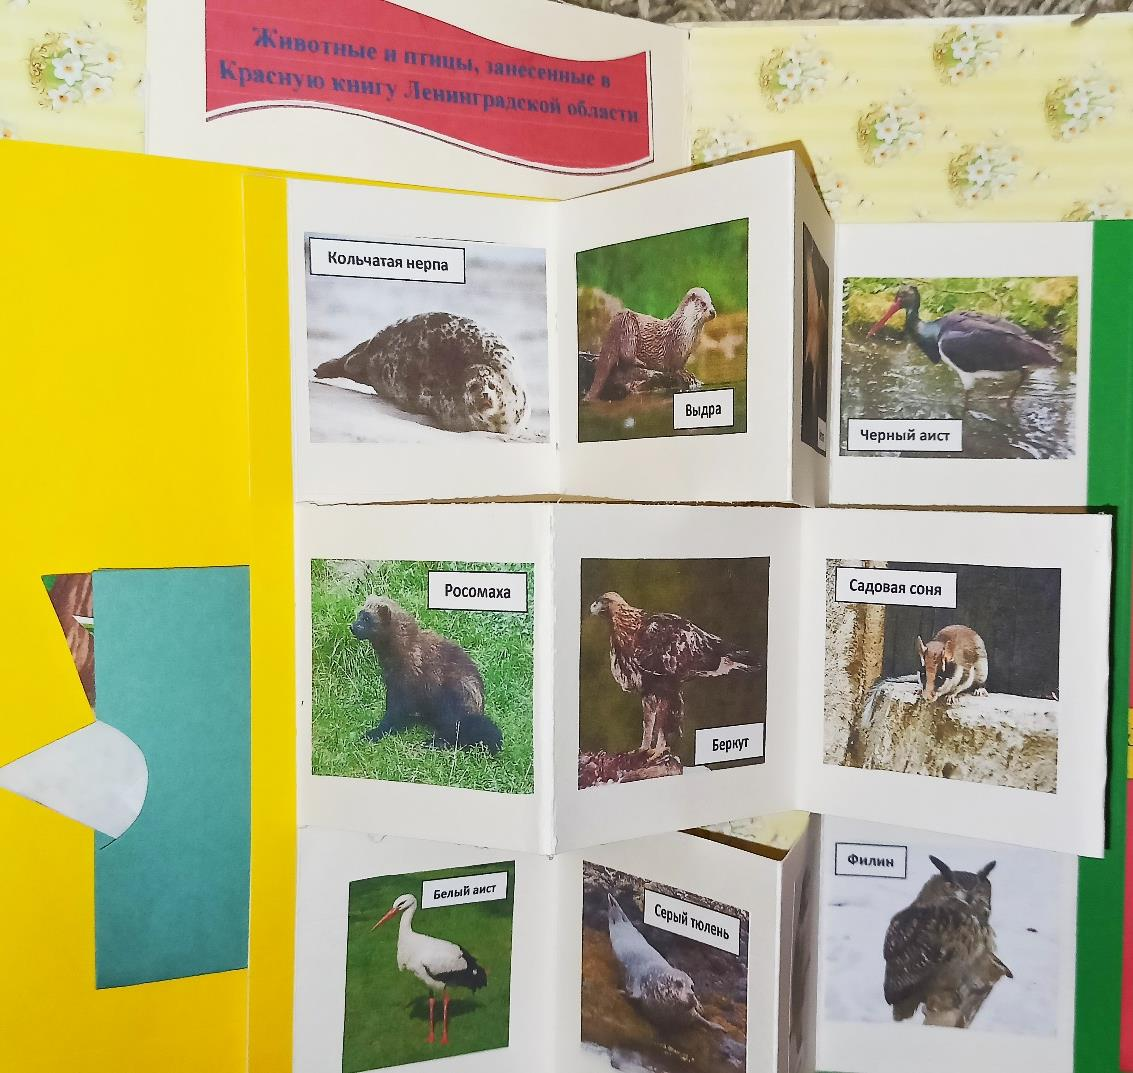 Животные и птицы, занесенные в
Красную книгу Ленинградской области
Кольчатая нерпа
Выдра
Черный аист
Росомаха
Беркут
Садовая соня
Белый аист
Серый тюлень
Филин